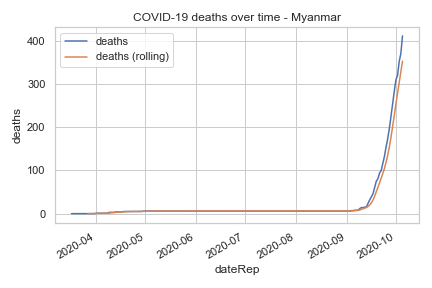 COVID-19 deaths over time - Myanmar
deaths
deaths (rolling)
400
300
200
100
0
deaths
2020-04
2020-05
2020-06
2020-07
2020-08
2020-09
2020-10
dateRep